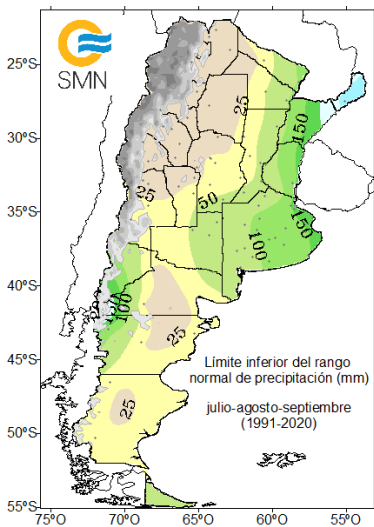 SMN
25°S
30°S
35°S
40°S
45°S
50°S
55°S
75°O
70°O
65°O
60°O
55°O
25
150
25
50
100
150
100
25
25
Límite inferior del rango
normal de precipitación (mm)
julio-agosto-septiembre
(1991-2020)